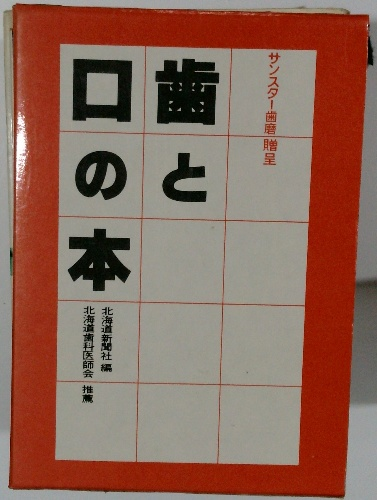 サンスター歯磨 贈呈
歯と
口の本
北海道新聞社 編
北海道歯科医師会 推薦